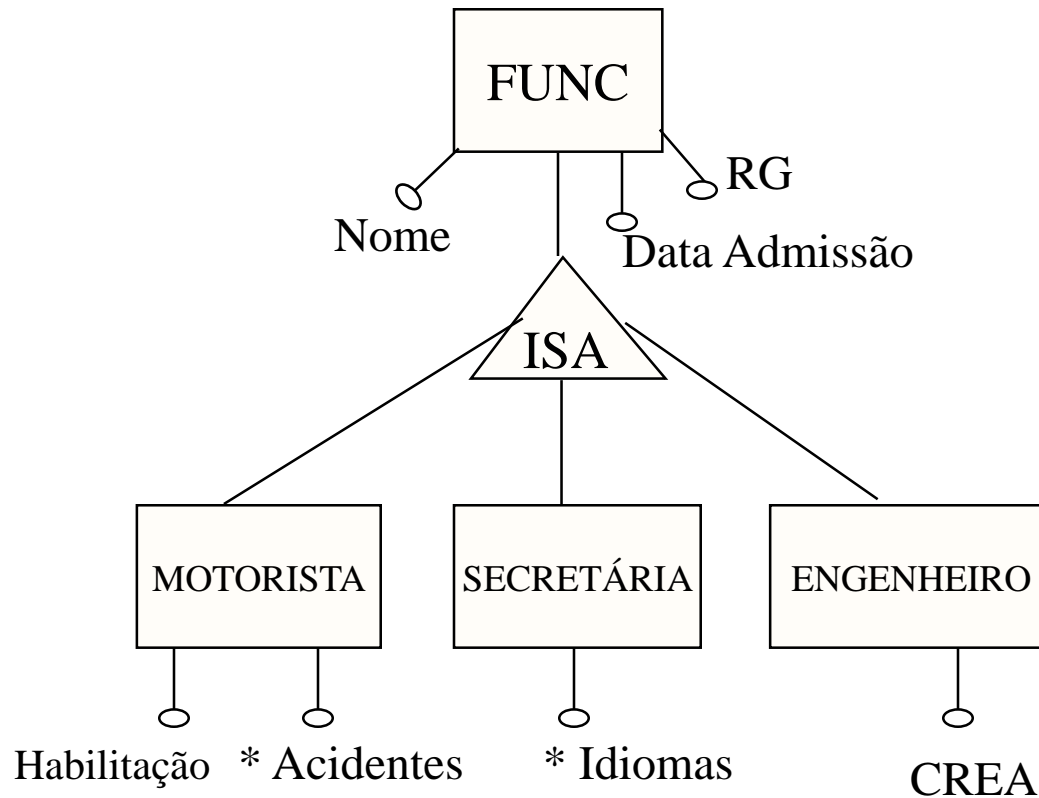 FUNC
RG
Nome
Data Admissão
ISA
MOTORISTA
SECRETÁRIA
ENGENHEIRO
Habilitação
* Acidentes
* Idiomas
CREA